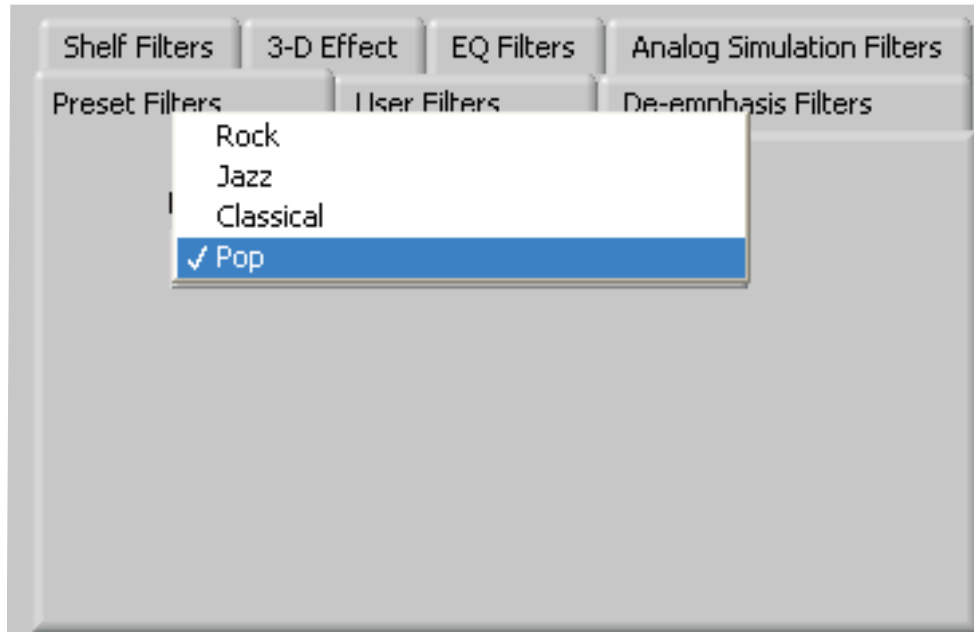 Shelf Filters 3-D Effect EQ Filters Analog Simulation Filters
Preset Filters User Filters De-emphasis Filters
Rock
Jazz
Classical
✓ Pop